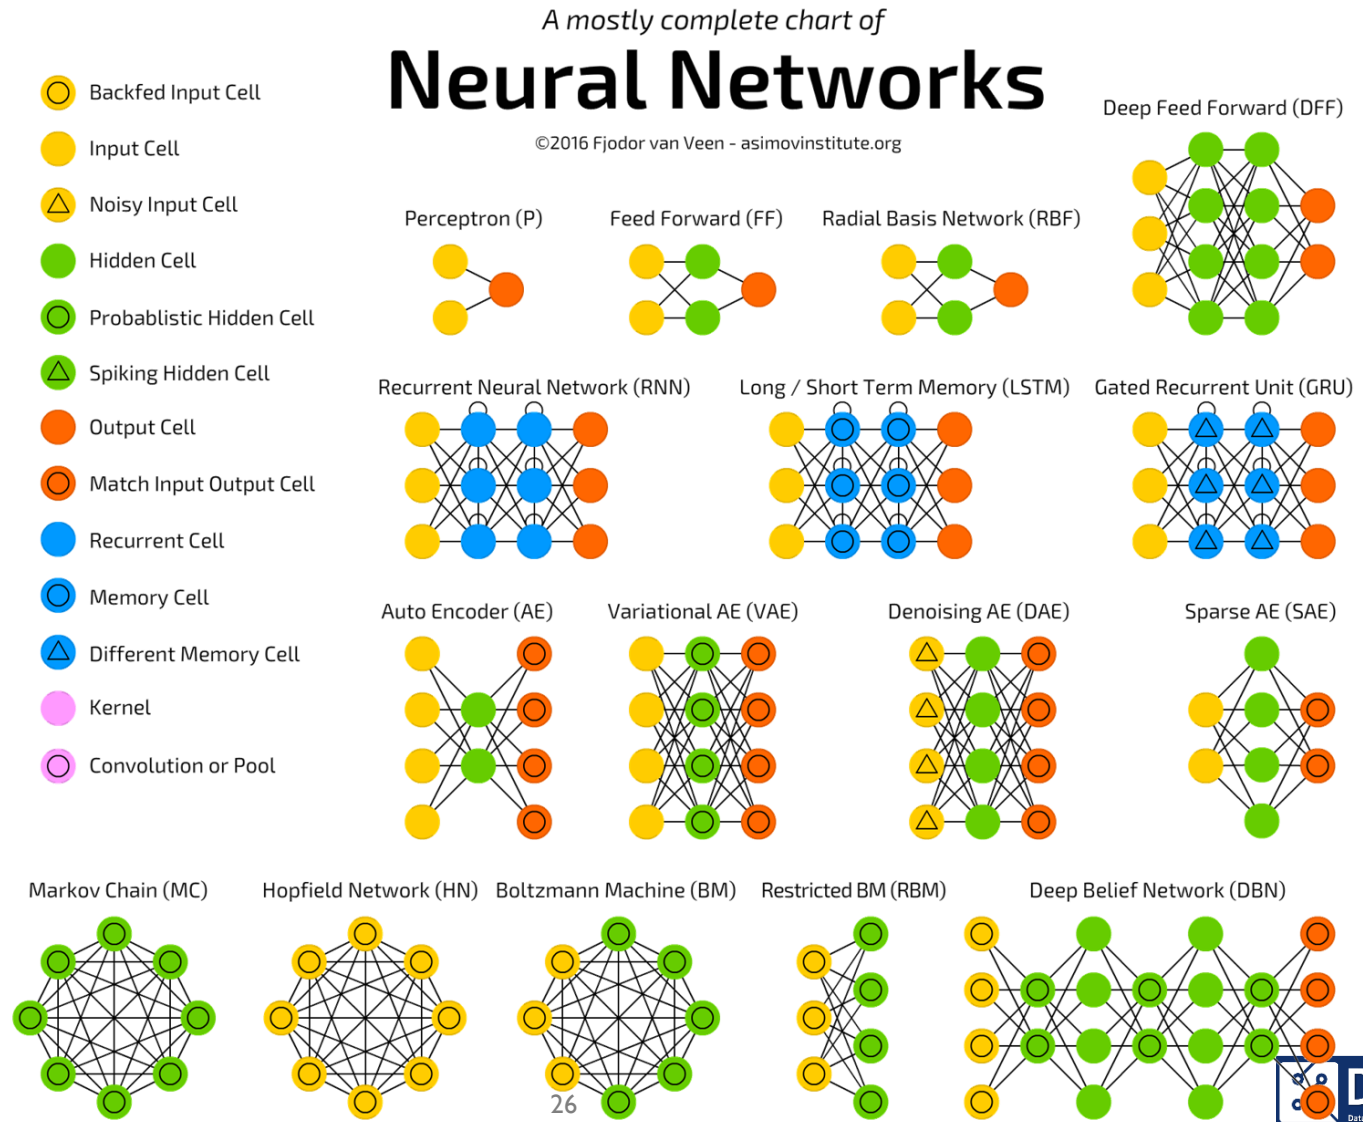 A mostly complete chart of
Neural Networks
©2016 Fjodor van Veen - asimovinstitute.org
Backfed Input Cell
Input Cell
Noisy Input Cell
Hidden Cell
Probablistic Hidden Cell
Spiking Hidden Cell
Output Cell
Match Input Output Cell
Recurrent Cell
Memory Cell
Different Memory Cell
Kernel
Convolution or Pool
Deep Feed Forward (DFF)
Perceptron (P)
Feed Forward (FF)
Radial Basis Network (RBF)
Recurrent Neural Network (RNN)
Long / Short Term Memory (LSTM)
Gated Recurrent Unit (GRU)
Auto Encoder (AE)
Variational AE (VAE)
Denoising AE (DAE)
Sparse AE (SAE)
Markov Chain (MC)
Hopfield Network (HN)
Boltzmann Machine (BM)
Restricted BM (RBM)
Deep Belief Network (DBN)
26
D
Data